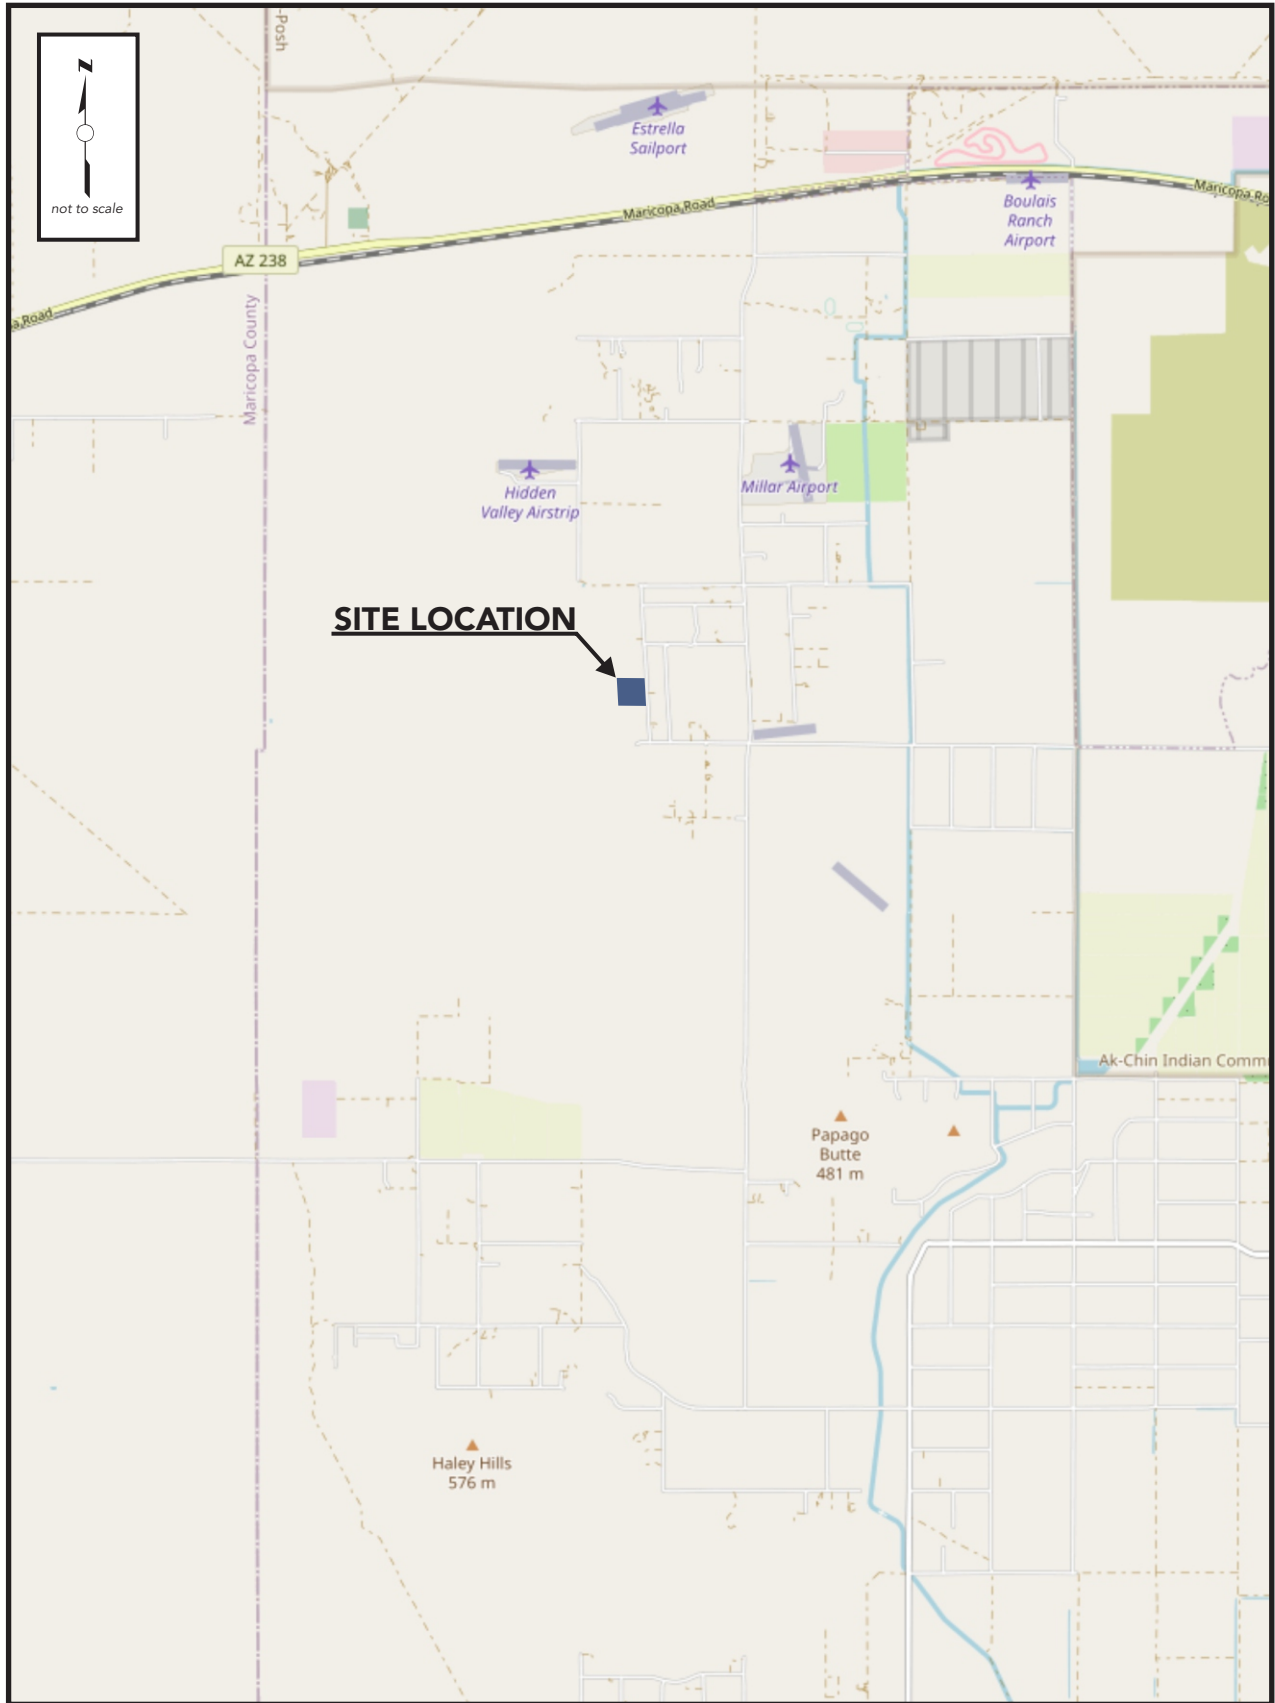 -Posh
N
not to scale
Estrella
Sailport
Maricopa Road
Maricopa Ro
Boulais
Ranch
Airport
AZ 238
a Road
Maricopa County
Hidden
Valley Airstrip
Millar Airport
SITE LOCATION
Ak-Chin Indian Commu
Papago
Butte
481 m
Haley Hills
576 m